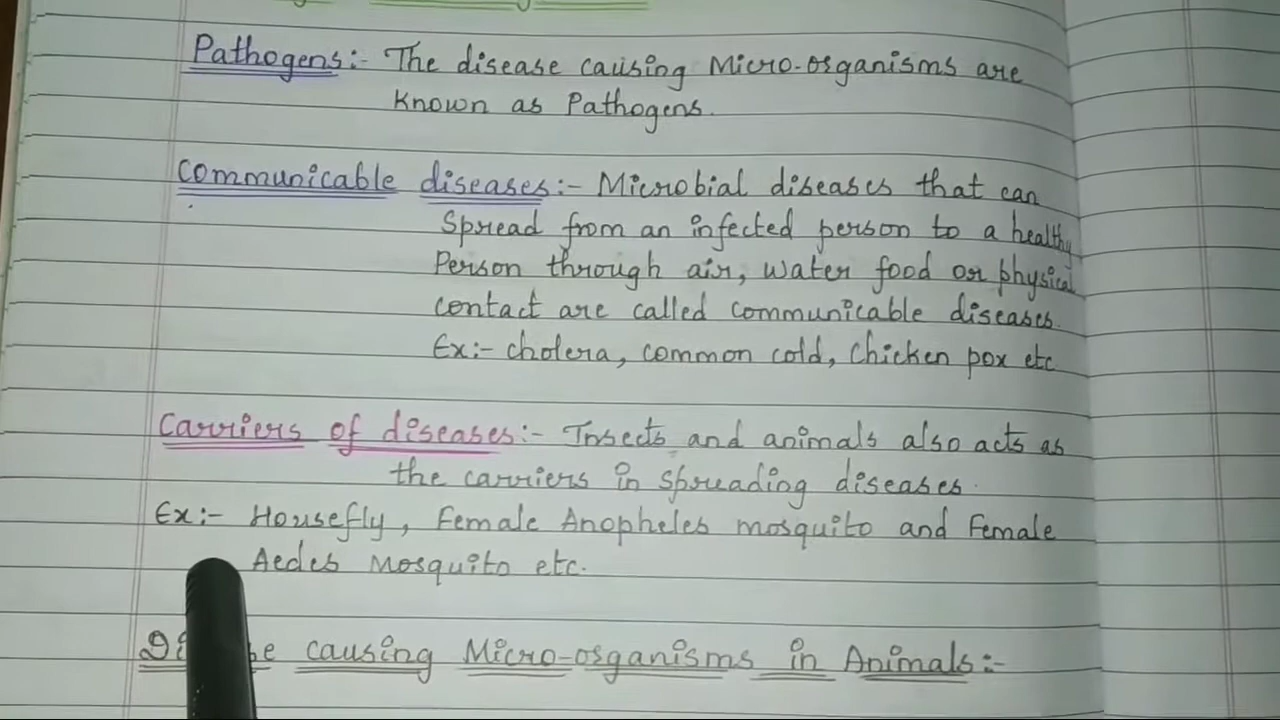 Pathogens:- The disease causing Micro-organisms are
Known as Pathogens.
Communicable diseases:- Microbial diseases that can
Spread from an infected person to a healthy
Person through air, water food or physical
contact are called communicable diseases.
Ex:- cholera, common cold, chicken pox etc
Carriers of diseases:- Insects and animals also acts as
the carriers in spreading diseases.
Ex:- Housefly, Female Anopheles mosquito and Female
Aedes Mosquito etc.
causing Micro-organisms in Animals:-